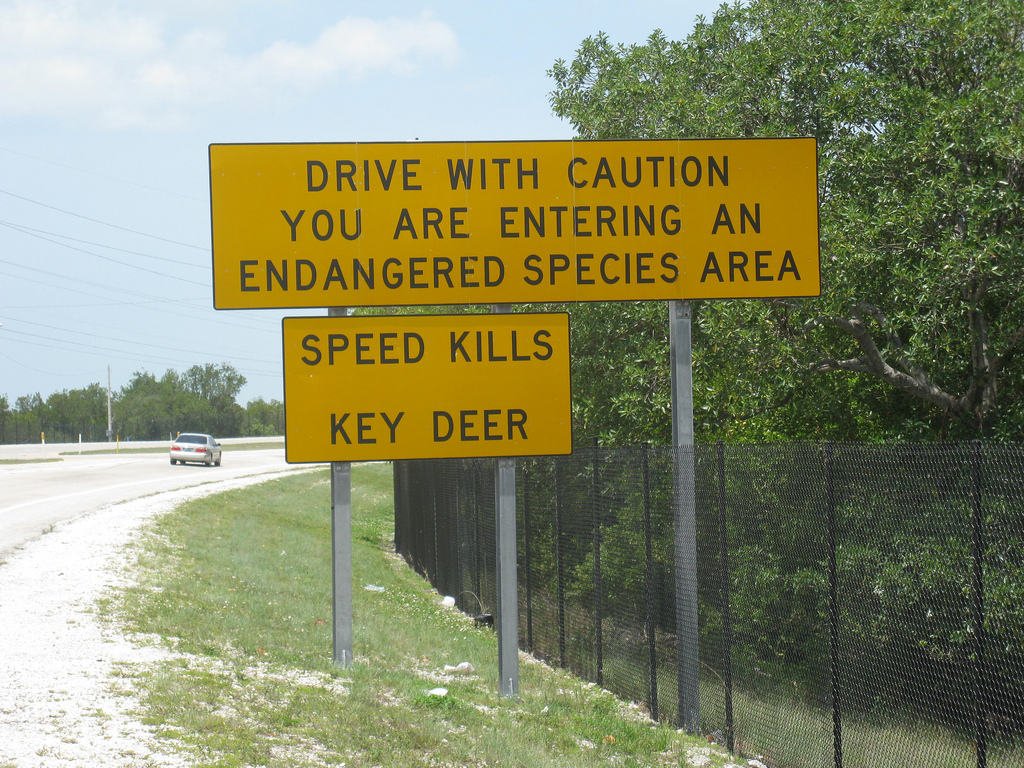 DRIVE WITH CAUTION
YOU ARE ENTERING AN
ENDANGERED SPECIES AREA
SPEED KILLS
KEY DEER